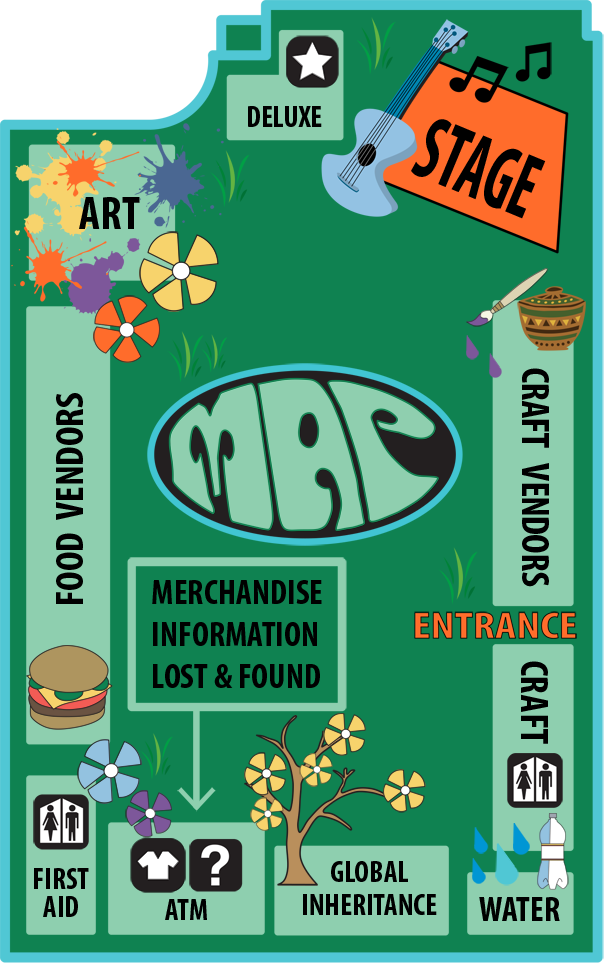 DELUXE
STAGE
ART
FOOD VENDORS
MAP
CRAFT VENDORS
MERCHANDISE
INFORMATION
LOST & FOUND
ENTRANCE
CRAFT
FIRST
AID
?
ATM
GLOBAL
INHERITANCE
WATER